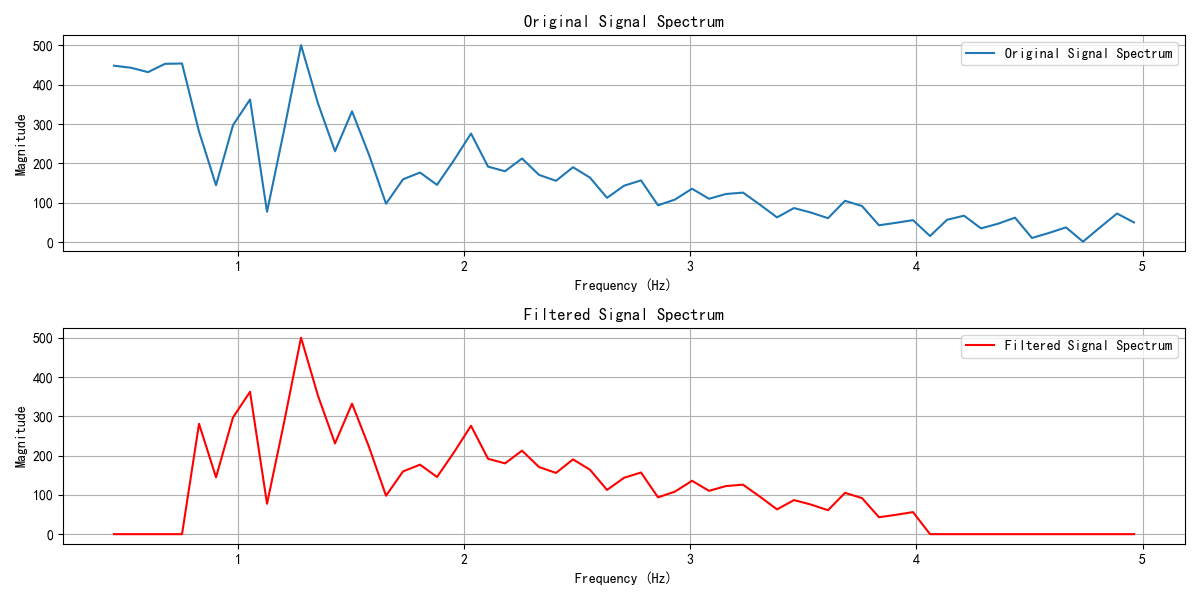 Original Signal Spectrum
Original Signal Spectrum
500
400
300
200
100
0
Magnitude
1 2 3 4 5
Frequency (Hz)
Filtered Signal Spectrum
Filtered Signal Spectrum
500
400
300
200
100
0
Magnitude
1 2 3 4 5
Frequency (Hz)